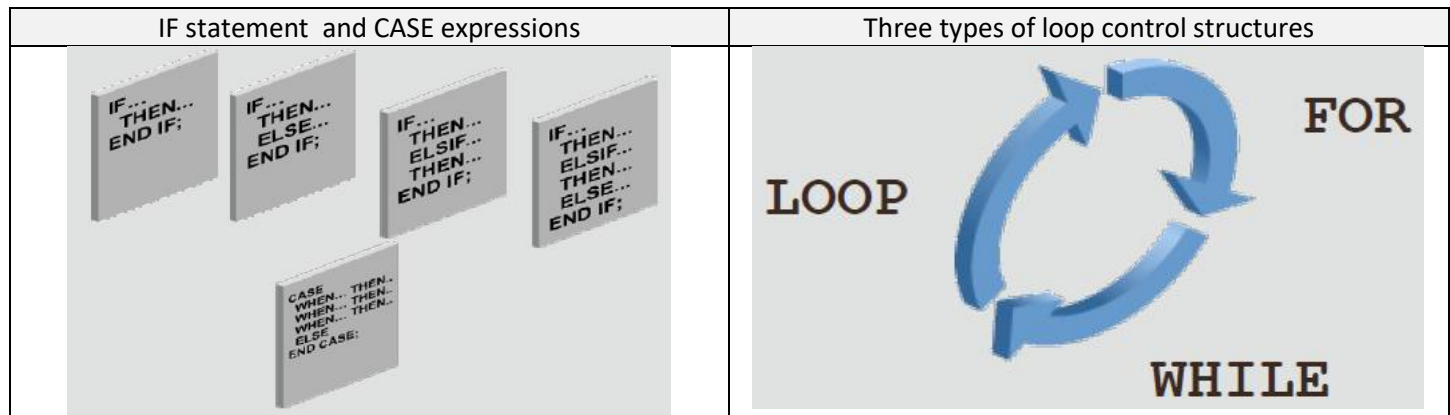 IF statement and CASE expressions
Three types of loop control structures
IF...
THEN...
END IF;
IF...
THEN...
ELSE...
END IF;
IF...
THEN...
ELSIF...
THEN...
END IF;
IF...
THEN...
ELSIF...
THEN...
ELSE...
END IF;
CASE
WHEN... THEN..
WHEN... THEN..
WHEN... THEN..
ELSE
END CASE;
FOR
LOOP
WHILE